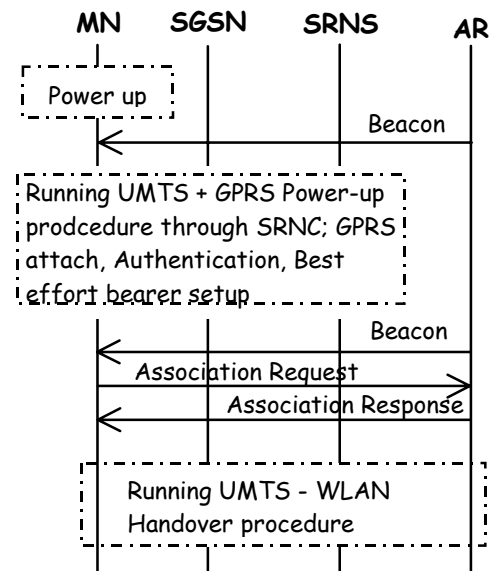 MN SGSN SRNS AR
Power up
Beacon
Running UMTS + GPRS Power-up
prodcedure through SRNC; GPRS
attach, Authentication, Best
effort bearer setup
Beacon
Association Request
Association Response
Running UMTS - WLAN
Handover procedure